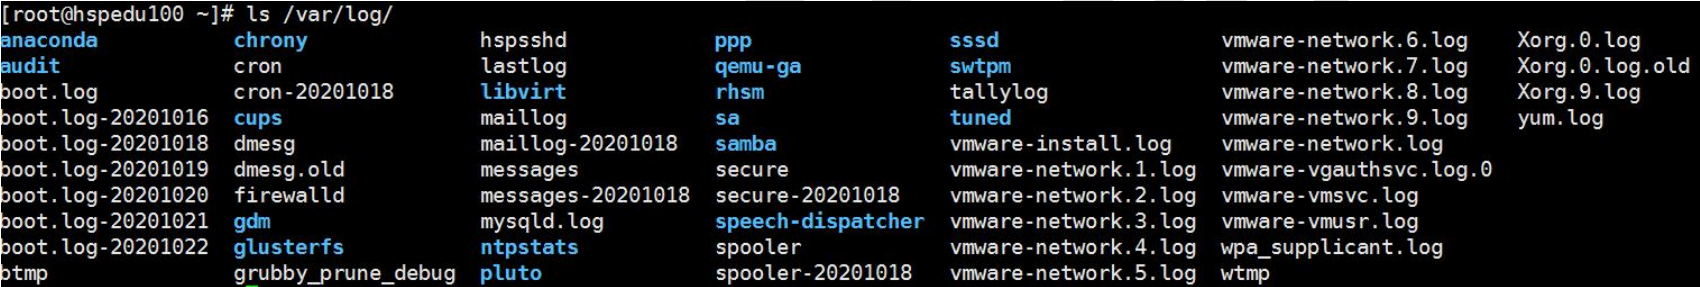 [root@hspedu100 ~]# ls /var/log/
anaconda chrony hspsshd ppp sssd vmware-network.6.log Xorg.0.log
audit cron lastlog qemu-ga swtpm vmware-network.7.log Xorg.0.log.old
boot.log cron-20201018 libvirt rhsm tallylog vmware-network.8.log Xorg.9.log
boot.log-20201016 cups maillog sa tuned vmware-network.9.log yum.log
boot.log-20201018 dmesg maillog-20201018 samba vmware-install.log vmware-network.log
boot.log-20201019 dmesg.old messages secure vmware-network.1.log vmware-vgauthsvc.log.0
boot.log-20201020 firewalld messages-20201018 secure-20201018 vmware-network.2.log vmware-vmsvc.log
boot.log-20201021 gdm mysqld.log speech-dispatcher vmware-network.3.log vmware-vmusr.log
boot.log-20201022 glusterfs ntpstats spooler vmware-network.4.log wpa_supplicant.log
btmp grubby_prune_debug pluto spooler-20201018 vmware-network.5.log wtmp